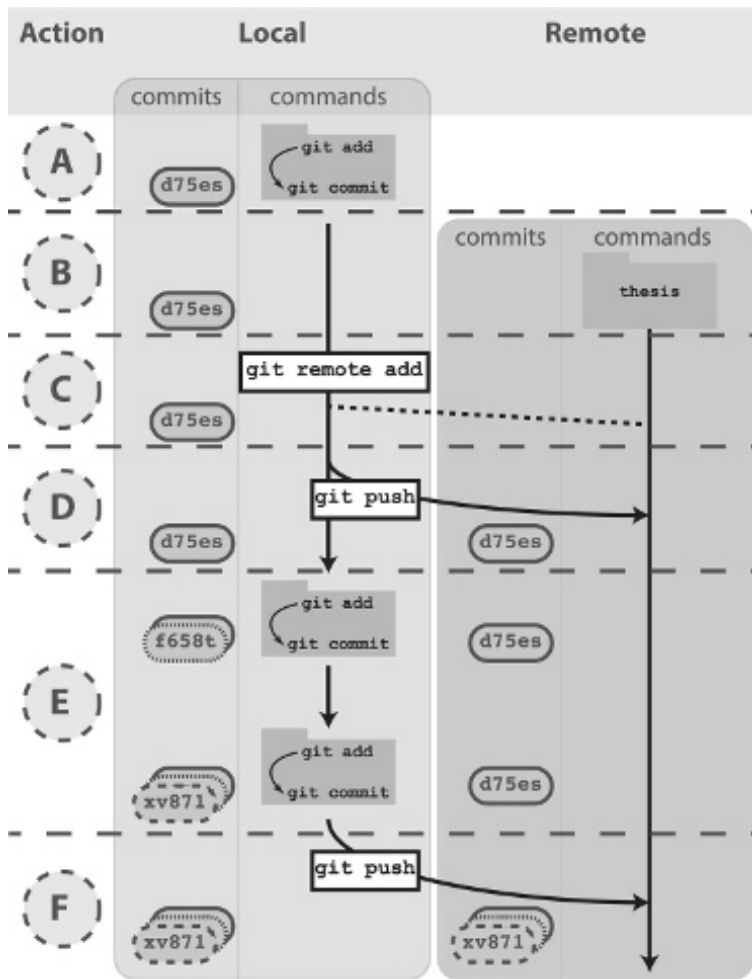 Action Local Remote
commits commands
A
git add
d75es git commit
commits commands
B
thesis
d75es
git remote add
C
d75es
git push
D
d75es d75es
git add
f658t git commit d75es
E
git add
xv871 git commit d75es
git push
F
xv871 xv871